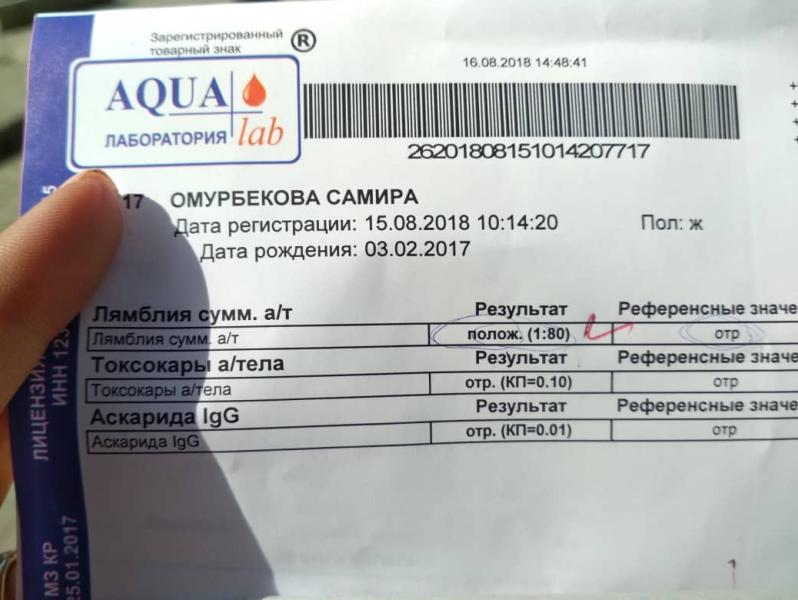 Зарегистрированный
товарный знак ®
AQUA lab
ЛАБОРАТОРИЯ
16.08.2018 14:48:41
26201808151014207717
17 ОМУРБЕКОВА САМИРА
Дата регистрации: 15.08.2018 10:14:20 Пол: ж
Дата рождения: 03.02.2017
Лямблия сумм. а/т Результат Референсные значе
Лямблия сумм. а/т полож. (1:80) отр
Токсокары а/тела Результат Референсные значе
Токсокары а/тела отр. (КП=0.10) отр
Аскарида IgG Результат Референсные значе
Аскарида IgG отр. (КП=0.01) отр
ЛИЦЕНЗИЯ МЗ КР
ИНН 123 25.01.2017